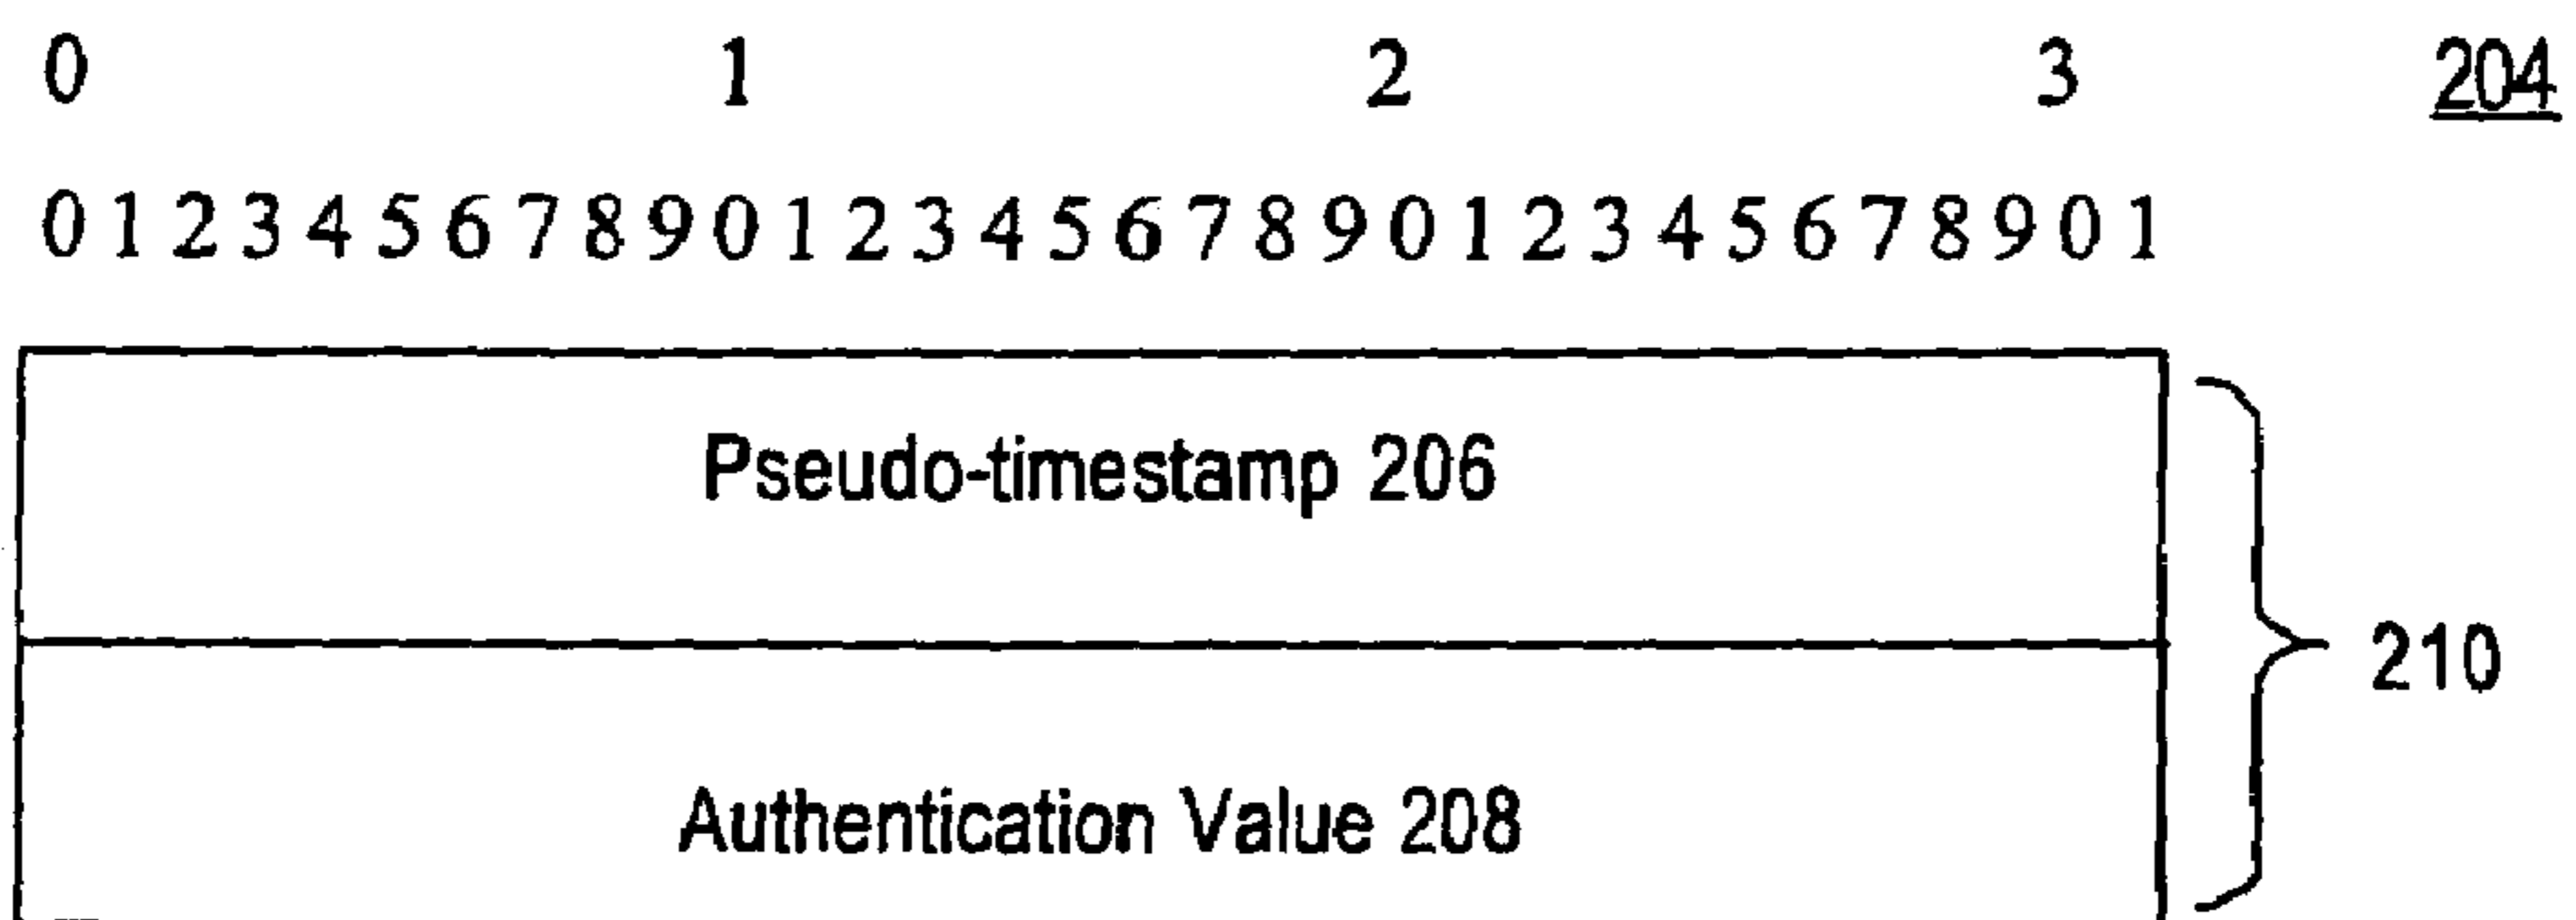 0 1 2 3 204
0 1 2 3 4 5 6 7 8 9 0 1 2 3 4 5 6 7 8 9 0 1 2 3 4 5 6 7 8 9 0 1
Pseudo-timestamp 206
210
Authentication Value 208